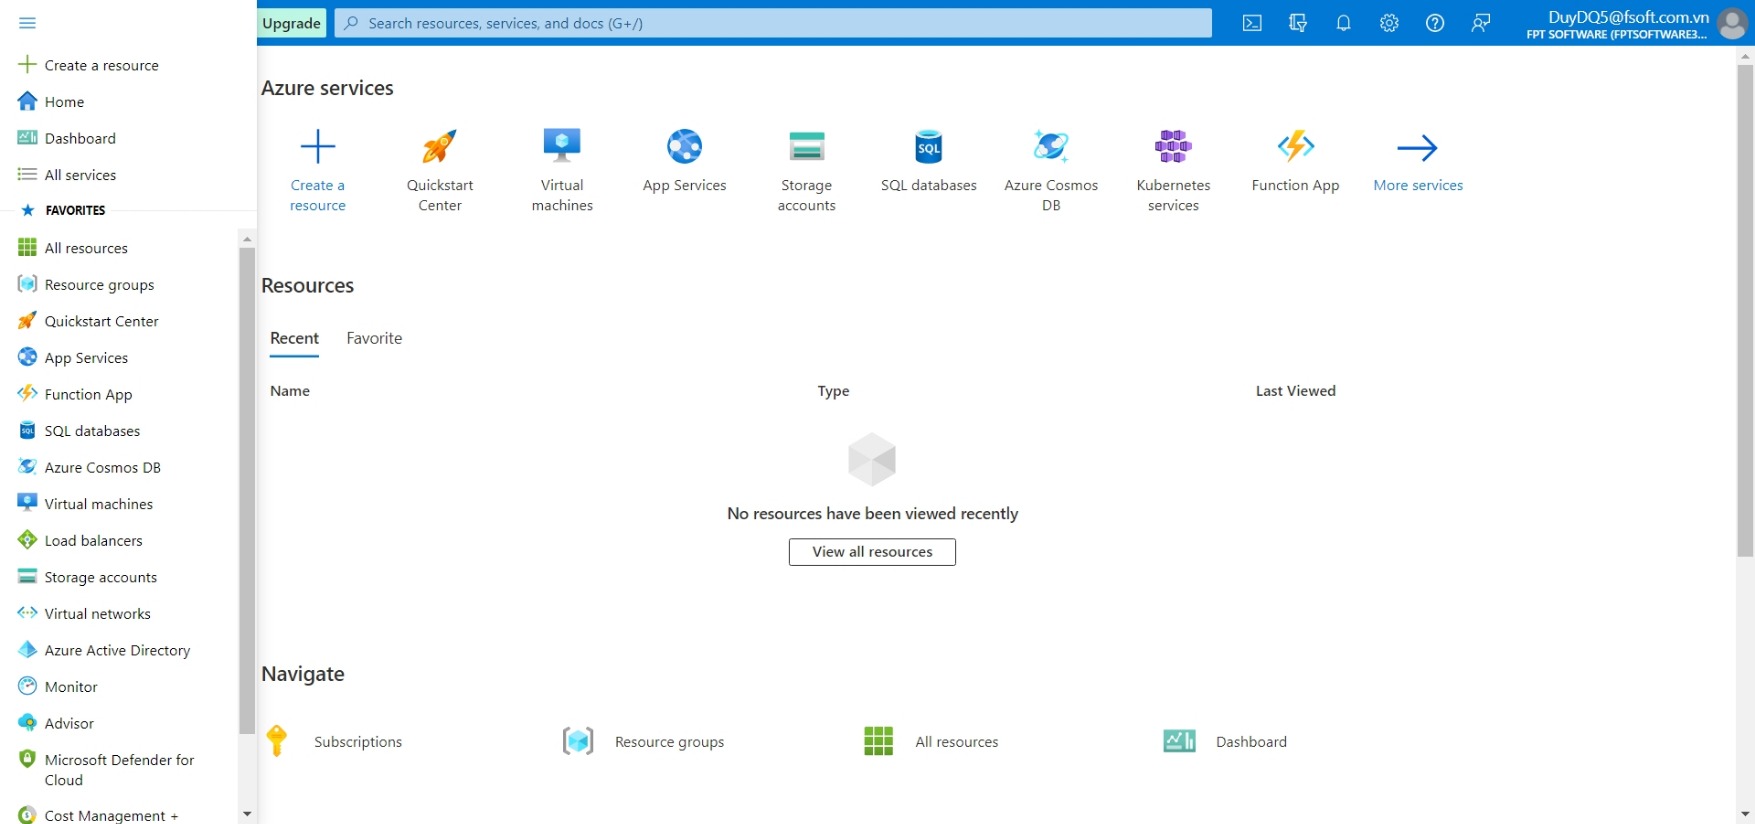 Upgrade
Search resources, services, and docs (G+/)
DuyDQ5@fsoft.com.vn
FPT SOFTWARE (FPTSOFTWARE3...
Create a resource
Home
Dashboard
All services
FAVORITES
All resources
Resource groups
Quickstart Center
App Services
Function App
SQL databases
Azure Cosmos DB
Virtual machines
Load balancers
Storage accounts
Virtual networks
Azure Active Directory
Monitor
Advisor
Microsoft Defender for
Cloud
Cost Management +
Azure services
Create a
resource
Quickstart
Center
Virtual
machines
App Services
Storage
accounts
SQL
SQL databases
Azure Cosmos
DB
Kubernetes
services
Function App
More services
Resources
Recent
Favorite
Name
Type
Last Viewed
No resources have been viewed recently
View all resources
Navigate
Subscriptions
Resource groups
All resources
Dashboard